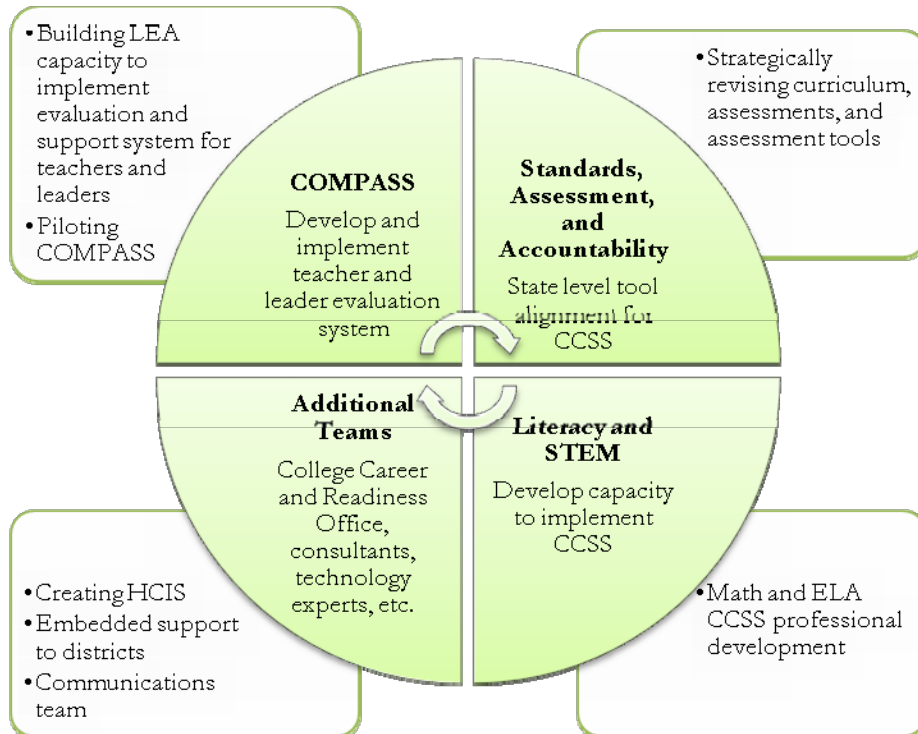 • Building LEA
capacity to
implement
evaluation and
support system for
teachers and
leaders
• Piloting
COMPASS
COMPASS
Develop and
implement
teacher and
leader evaluation
system
Standards,
Assessment,
and
Accountability
State level tool
alignment for
CCSS
• Strategically
revising curriculum,
assessments, and
assessment tools
Additional
Teams
College Career
and Readiness
Office,
consultants,
technology
experts, etc.
Literacy and
STEM
Develop capacity
to implement
CCSS
• Creating HCIS
• Embedded support
to districts
• Communications
team
• Math and ELA
CCSS professional
development